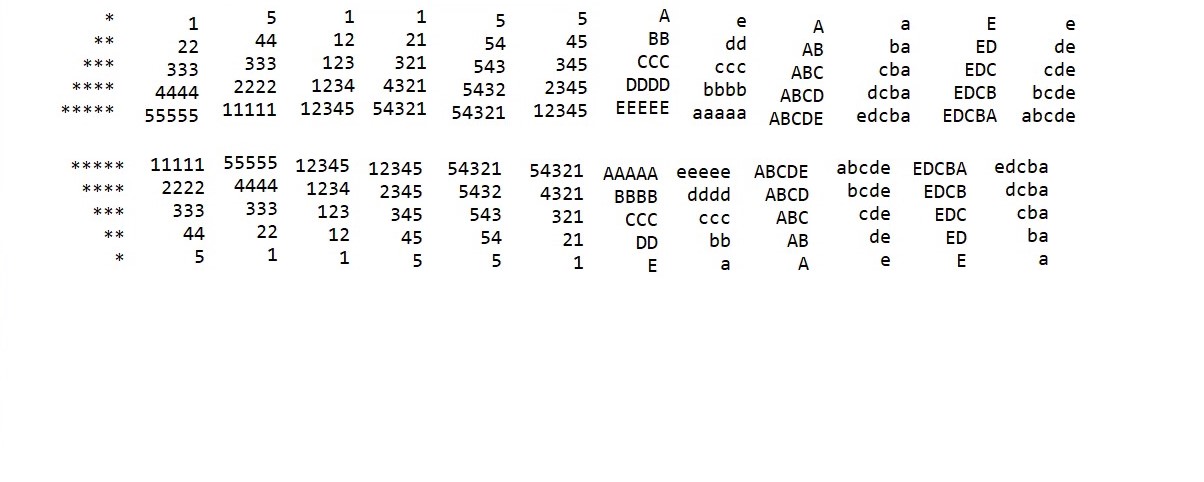 * 1 5 1 1 5 5 A e A a E e
** 22 44 12 21 54 45 BB dd AB ba ED de
*** 333 333 123 321 543 345 CCC ccc ABC cba EDC cde
**** 4444 2222 1234 4321 5432 2345 DDDD bbbb ABCD dcba EDCB bcde
***** 55555 11111 12345 54321 54321 12345 EEEEE aaaaa ABCDE edcba EDCBA abcde
***** 11111 55555 12345 12345 54321 54321 AAAAA eeeee ABCDE abcde EDCBA edcba
**** 2222 4444 1234 2345 5432 4321 BBBB dddd ABCD bcde EDCB dcba
*** 333 333 123 345 543 321 CCC ccc ABC cde EDC cba
** 44 22 12 45 54 21 DD bb AB de ED ba
* 5 1 1 5 5 1 E a A e E a